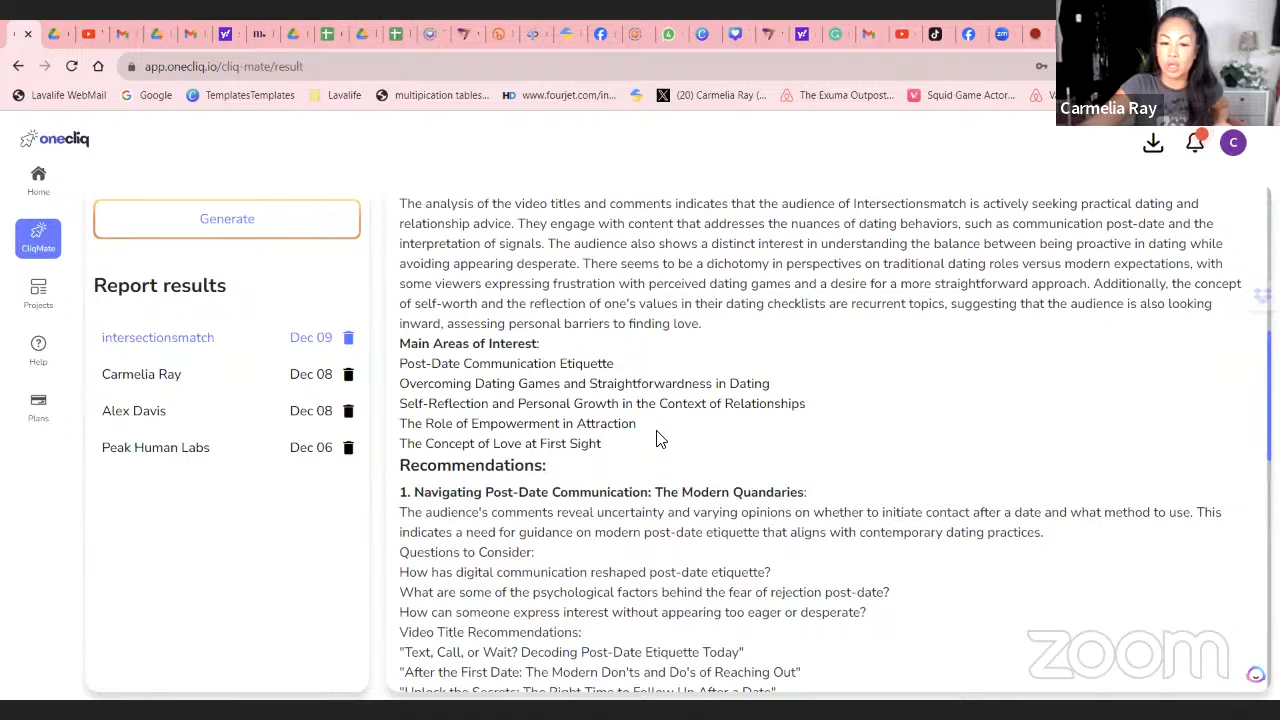 app.onecliq.io/cliq-mate/result
Lavalife WebMail
Google
TemplatesTemplates
Lavalife
multipication tables...
www.fourjet.com/in...
(20) Carmelia Ray (...
The Exuma Outpost...
Squid Game Actor...
Carmelia Ray
onecliq
C
Home
CliqMate
Projects
Help
Plans
Generate
Report results
intersectionsmatch Dec 09
Carmelia Ray Dec 08
Alex Davis Dec 08
Peak Human Labs Dec 06
The analysis of the video titles and comments indicates that the audience of Intersectionsmatch is actively seeking practical dating and
relationship advice. They engage with content that addresses the nuances of dating behaviors, such as communication post-date and the
interpretation of signals. The audience also shows a distinct interest in understanding the balance between being proactive in dating while
avoiding appearing desperate. There seems to be a dichotomy in perspectives on traditional dating roles versus modern expectations, with
some viewers expressing frustration with perceived dating games and a desire for a more straightforward approach. Additionally, the concept
of self-worth and the reflection of one's values in their dating checklists are recurrent topics, suggesting that the audience is also looking
inward, assessing personal barriers to finding love.
Main Areas of Interest:
Post-Date Communication Etiquette
Overcoming Dating Games and Straightforwardness in Dating
Self-Reflection and Personal Growth in the Context of Relationships
The Role of Empowerment in Attraction
The Concept of Love at First Sight
Recommendations:
1. Navigating Post-Date Communication: The Modern Quandaries:
The audience's comments reveal uncertainty and varying opinions on whether to initiate contact after a date and what method to use. This
indicates a need for guidance on modern post-date etiquette that aligns with contemporary dating practices.
Questions to Consider:
How has digital communication reshaped post-date etiquette?
What are some of the psychological factors behind the fear of rejection post-date?
How can someone express interest without appearing too eager or desperate?
Video Title Recommendations:
"Text, Call, or Wait? Decoding Post-Date Etiquette Today"
"After the First Date: The Modern Don'ts and Do's of Reaching Out"
"Unlock the Secrets: The Right Time to Follow Up After a Date"
zoom